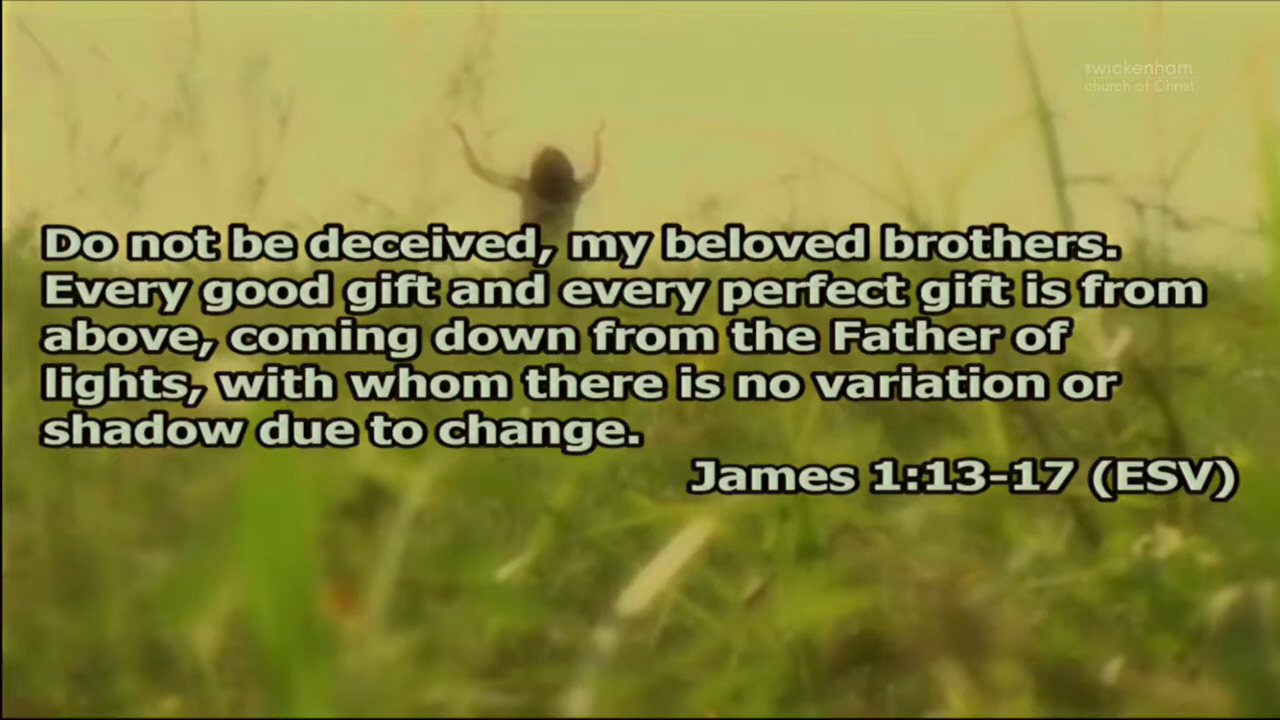 twickenham
church of Christ
Do not be deceived, my beloved brothers.
Every good gift and every perfect gift is from
above, coming down from the Father of
lights, with whom there is no variation or
shadow due to change.
James 1:13-17 (ESV)